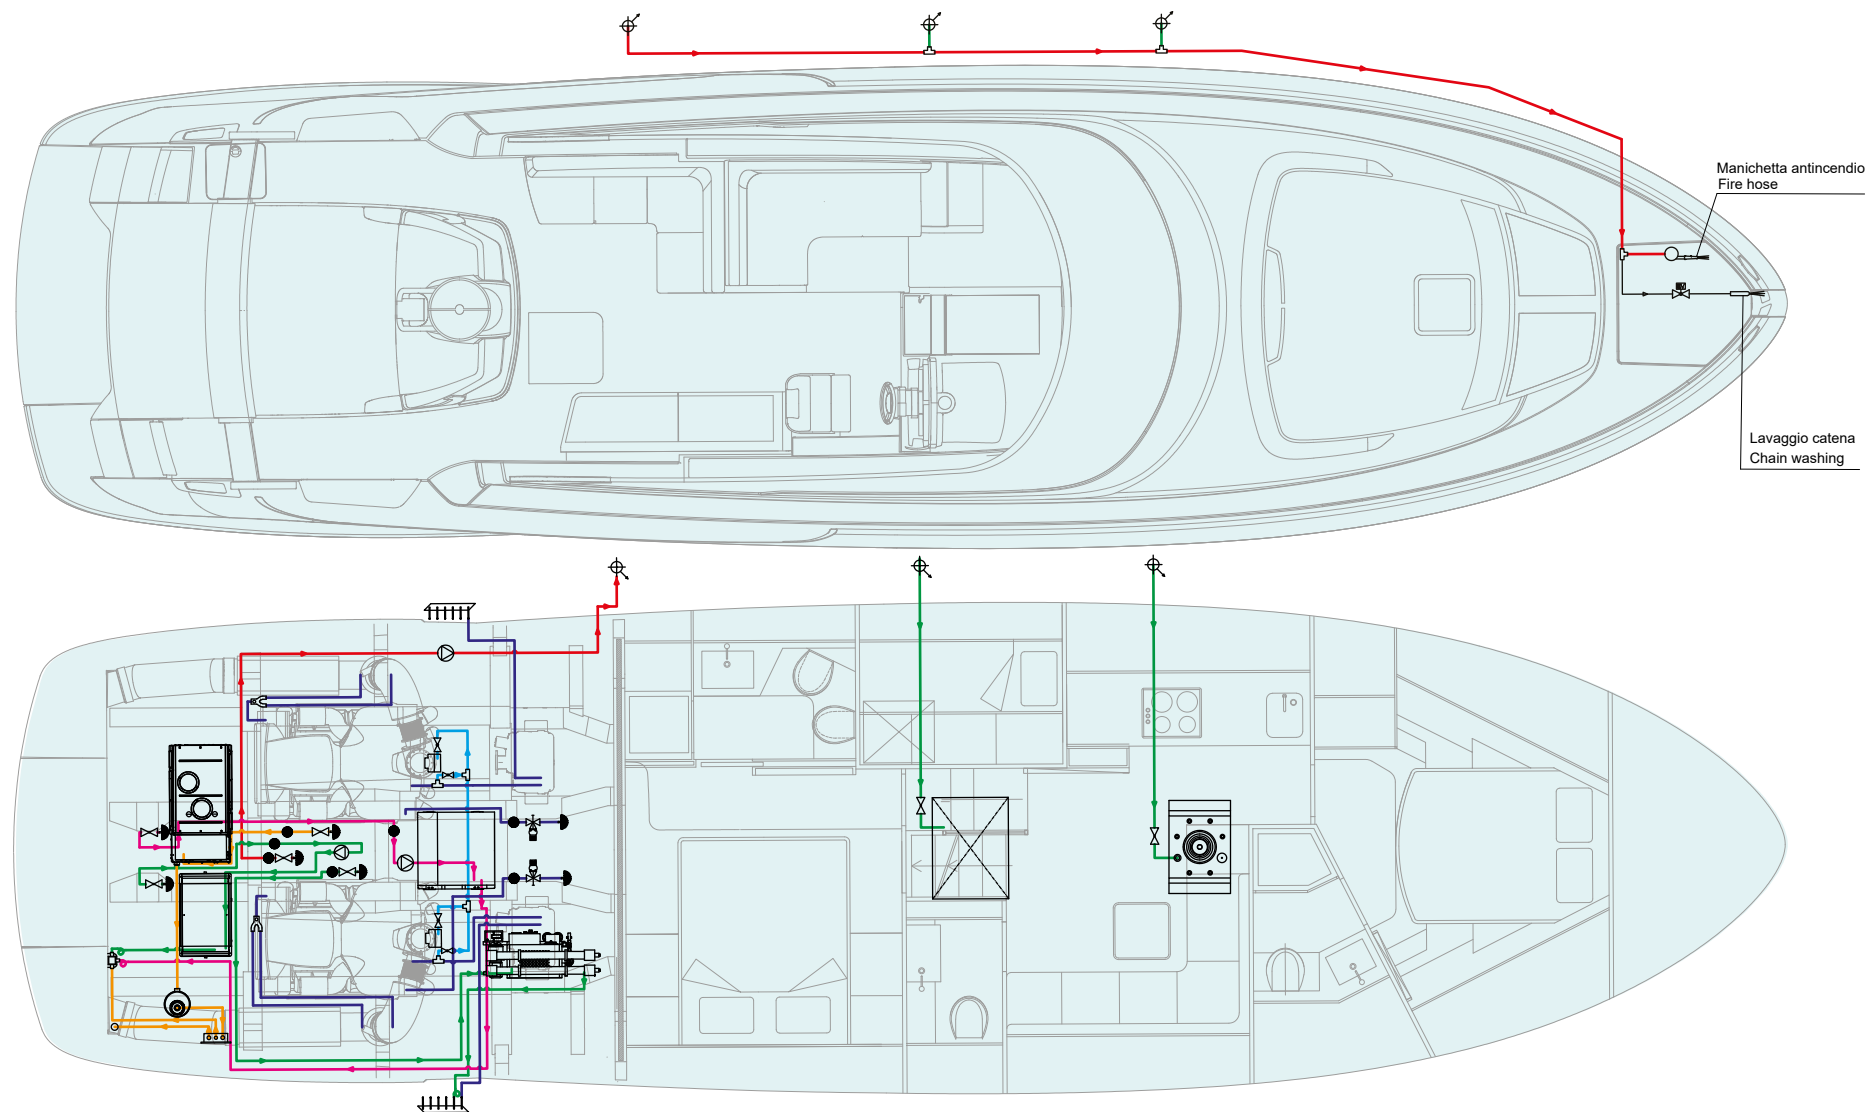 Manichetta antincendio
Fire hose
Lavaggio catena
Chain washing